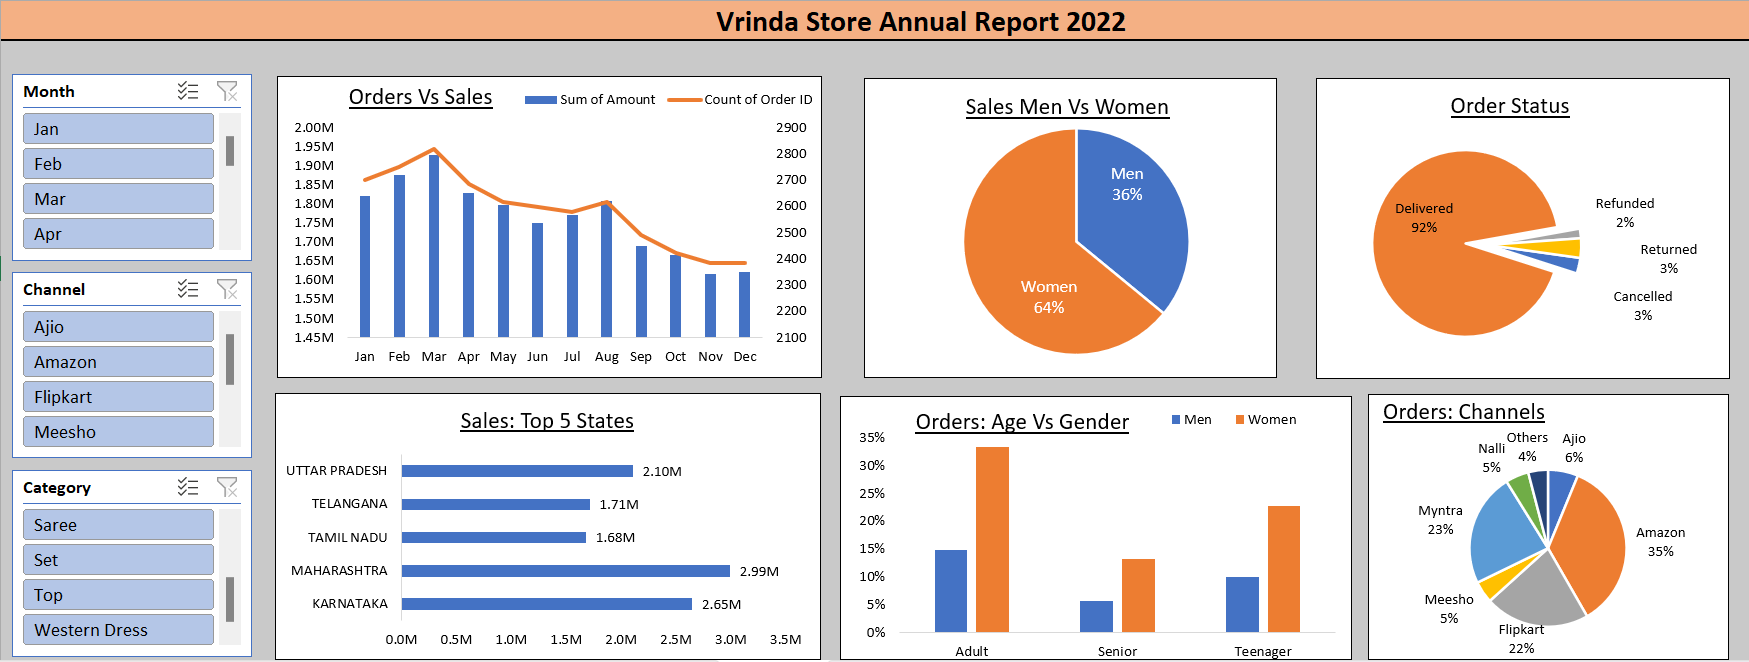 Vrinda Store Annual Report 2022
Month
Jan
Feb
Mar
Apr
Channel
Ajio
Amazon
Flipkart
Meesho
Category
Saree
Set
Top
Western Dress
Orders Vs Sales
Sum of Amount
Count of Order ID
2.00M
1.95M
1.90M
1.85M
1.80M
1.75M
1.70M
1.65M
1.60M
1.55M
1.50M
1.45M
2900
2800
2700
2600
2500
2400
2300
2200
2100
Jan Feb Mar Apr May Jun Jul Aug Sep Oct Nov Dec
Sales Men Vs Women
Men
36%
Women
64%
Order Status
Delivered
92%
Refunded
2%
Returned
3%
Cancelled
3%
Sales: Top 5 States
UTTAR PRADESH 2.10M
TELANGANA 1.71M
TAMIL NADU 1.68M
MAHARASHTRA 2.99M
KARNATAKA 2.65M
0.0M 0.5M 1.0M 1.5M 2.0M 2.5M 3.0M 3.5M
Orders: Age Vs Gender
Men Women
35%
30%
25%
20%
15%
10%
5%
0%
Adult Senior Teenager
Orders: Channels
Others
4%
Ajio
6%
Nalli
5%
Myntra
23%
Amazon
35%
Meesho
5%
Flipkart
22%